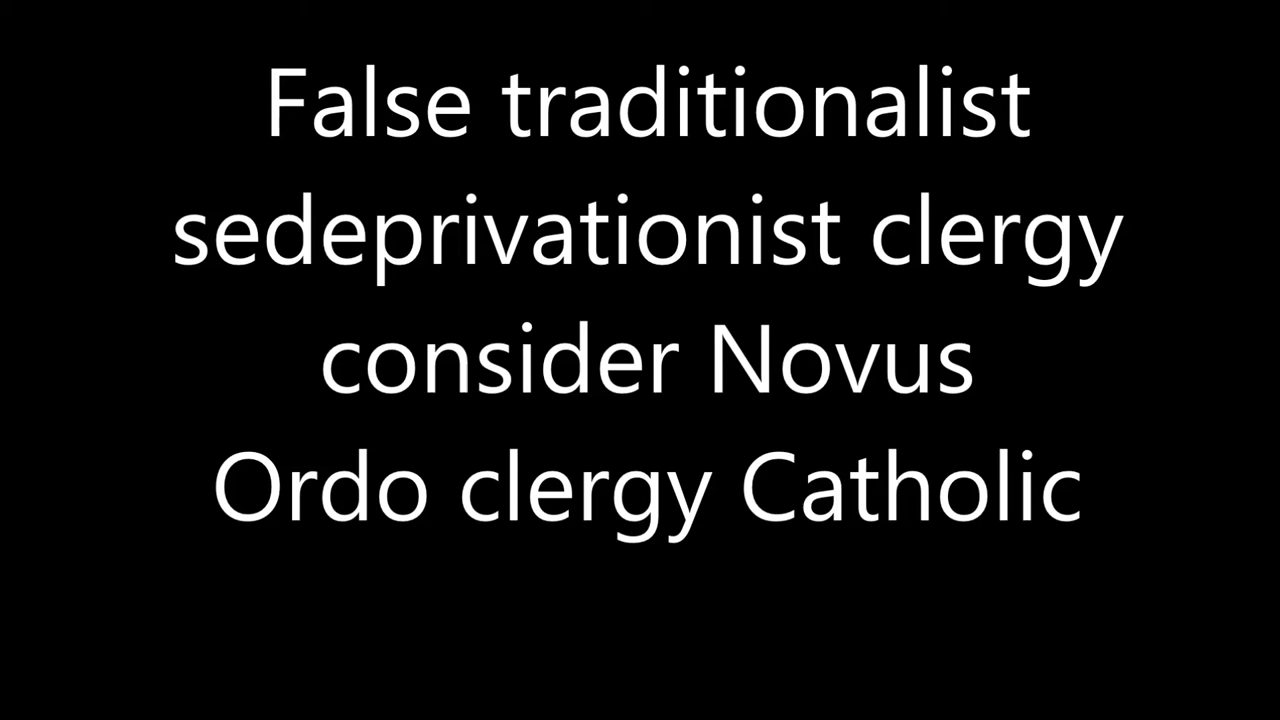 False traditionalist
sedeprivationist clergy
consider Novus
Ordo clergy Catholic